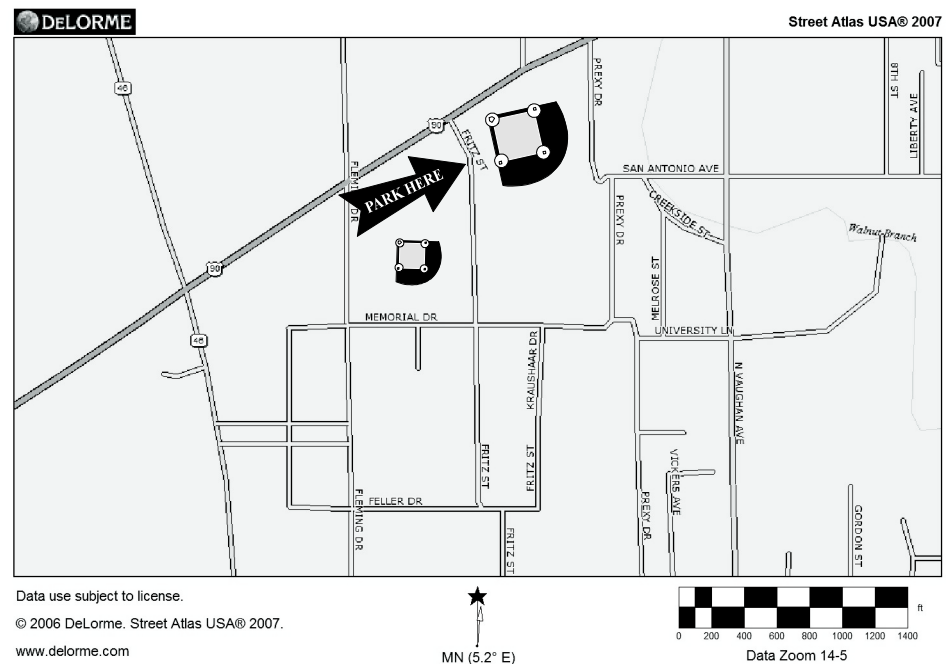 DELORME
Street Atlas USA® 2007
46
PREXY DR
8TH ST
LIBERTY AVE
90
FRITZ ST
SAN ANTONIO AVE
FLEMING DR
PARK HERE
CREEKSIDE ST
PREXY DR
Walnut Branch
MELROSE ST
90
MEMORIAL DR
UNIVERSITY LN
46
KRAUSHAAR DR
N VAUGHAN AVE
FRITZ ST
FRITZ ST
VICKERS AVE
FELLER DR
FLEMING DR
PREXY DR
GORDON ST
FRITZ ST
Data use subject to license.
© 2006 DeLorme. Street Atlas USA® 2007.
www.delorme.com
MN (5.2° E)
ft
0 200 400 600 800 1000 1200 1400
Data Zoom 14-5